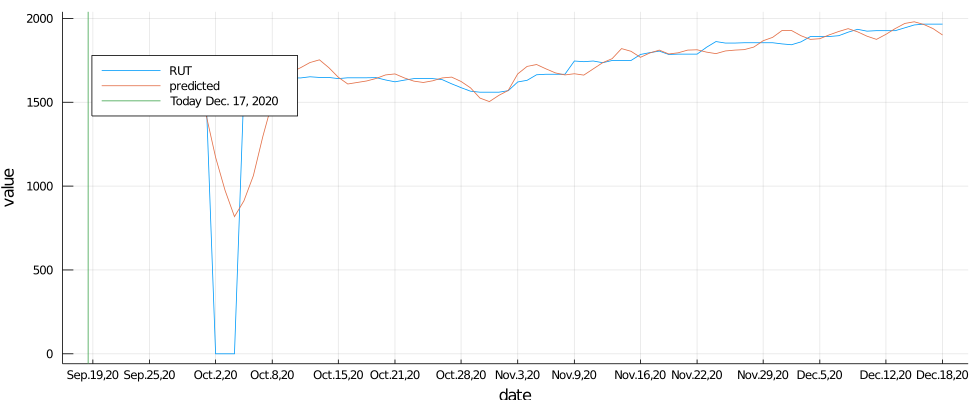 2000
1500
1000
500
0
value
RUT
predicted
Today Dec. 17, 2020
Sep.19,20 Sep.25,20 Oct.2,20 Oct.8,20 Oct.15,20 Oct.21,20 Oct.28,20 Nov.3,20 Nov.9,20 Nov.16,20 Nov.22,20 Nov.29,20 Dec.5,20 Dec.12,20 Dec.18,20
date